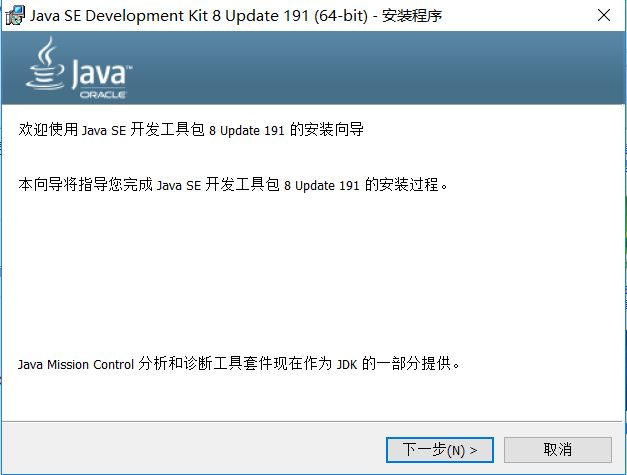 Java SE Development Kit 8 Update 191 (64-bit) - 安装程序
Java™
ORACLE
欢迎使用 Java SE 开发工具包 8 Update 191 的安装向导
本向导将指导您完成 Java SE 开发工具包 8 Update 191 的安装过程。
Java Mission Control 分析和诊断工具套件现在作为 JDK 的一部分提供。
下一步(N) >
取消